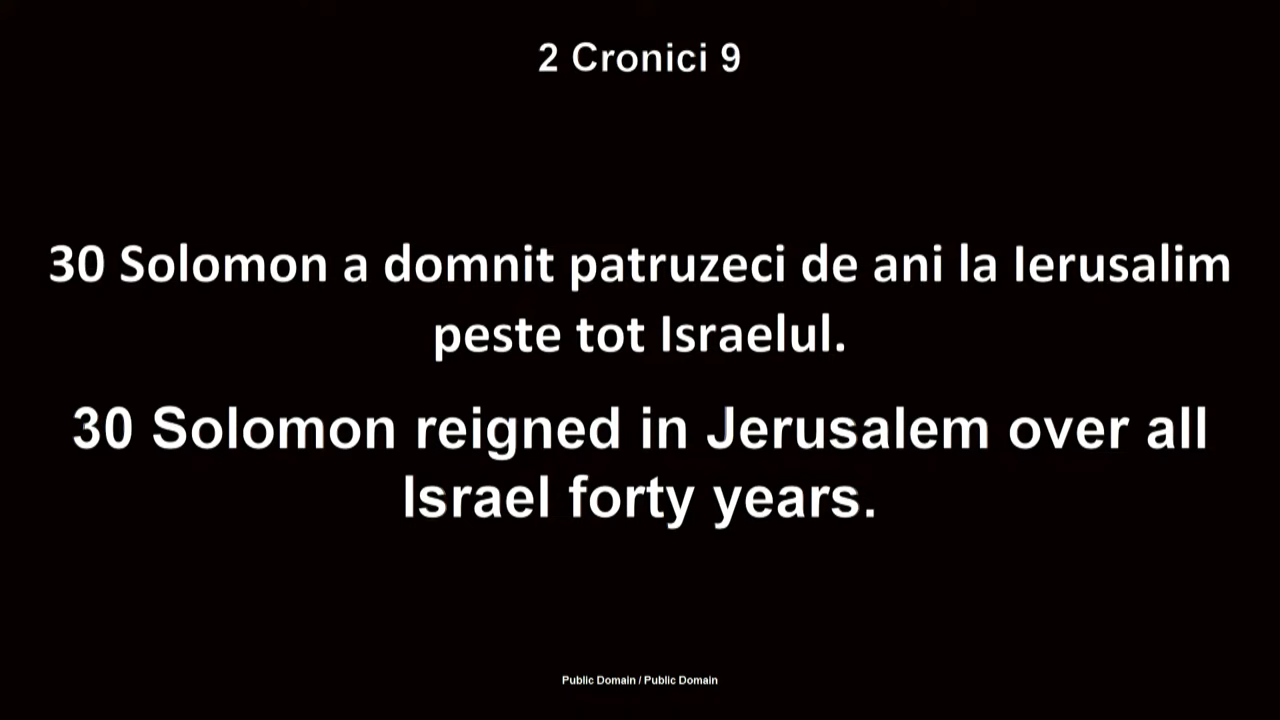 2 Cronici 9
30 Solomon a domnit patruzeci de ani la Ierusalim
peste tot Israelul.
30 Solomon reigned in Jerusalem over all
Israel forty years.
Public Domain / Public Domain